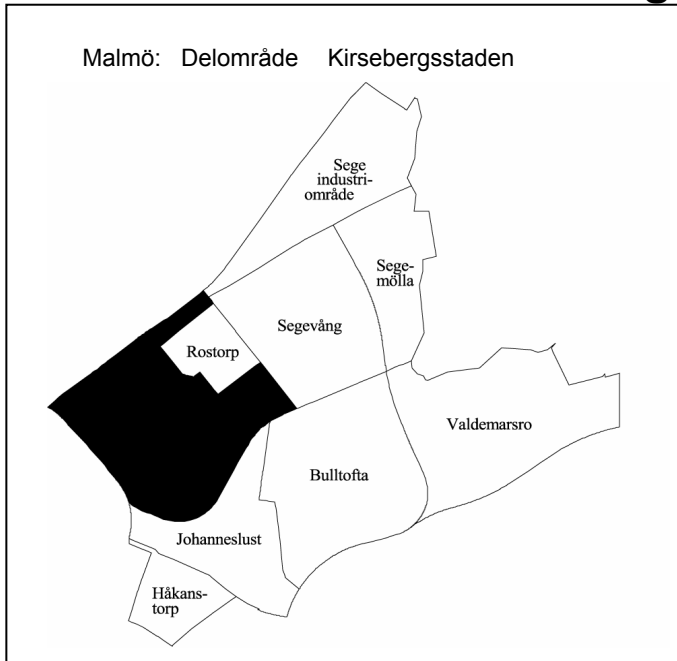 Malmö: Delområde Kirsebergsstaden
Sege
industri-
område
Sege-
mölla
Segevång
Rostorp
Valdemarsro
Bulltofta
Johanneslust
Håkans-
torp